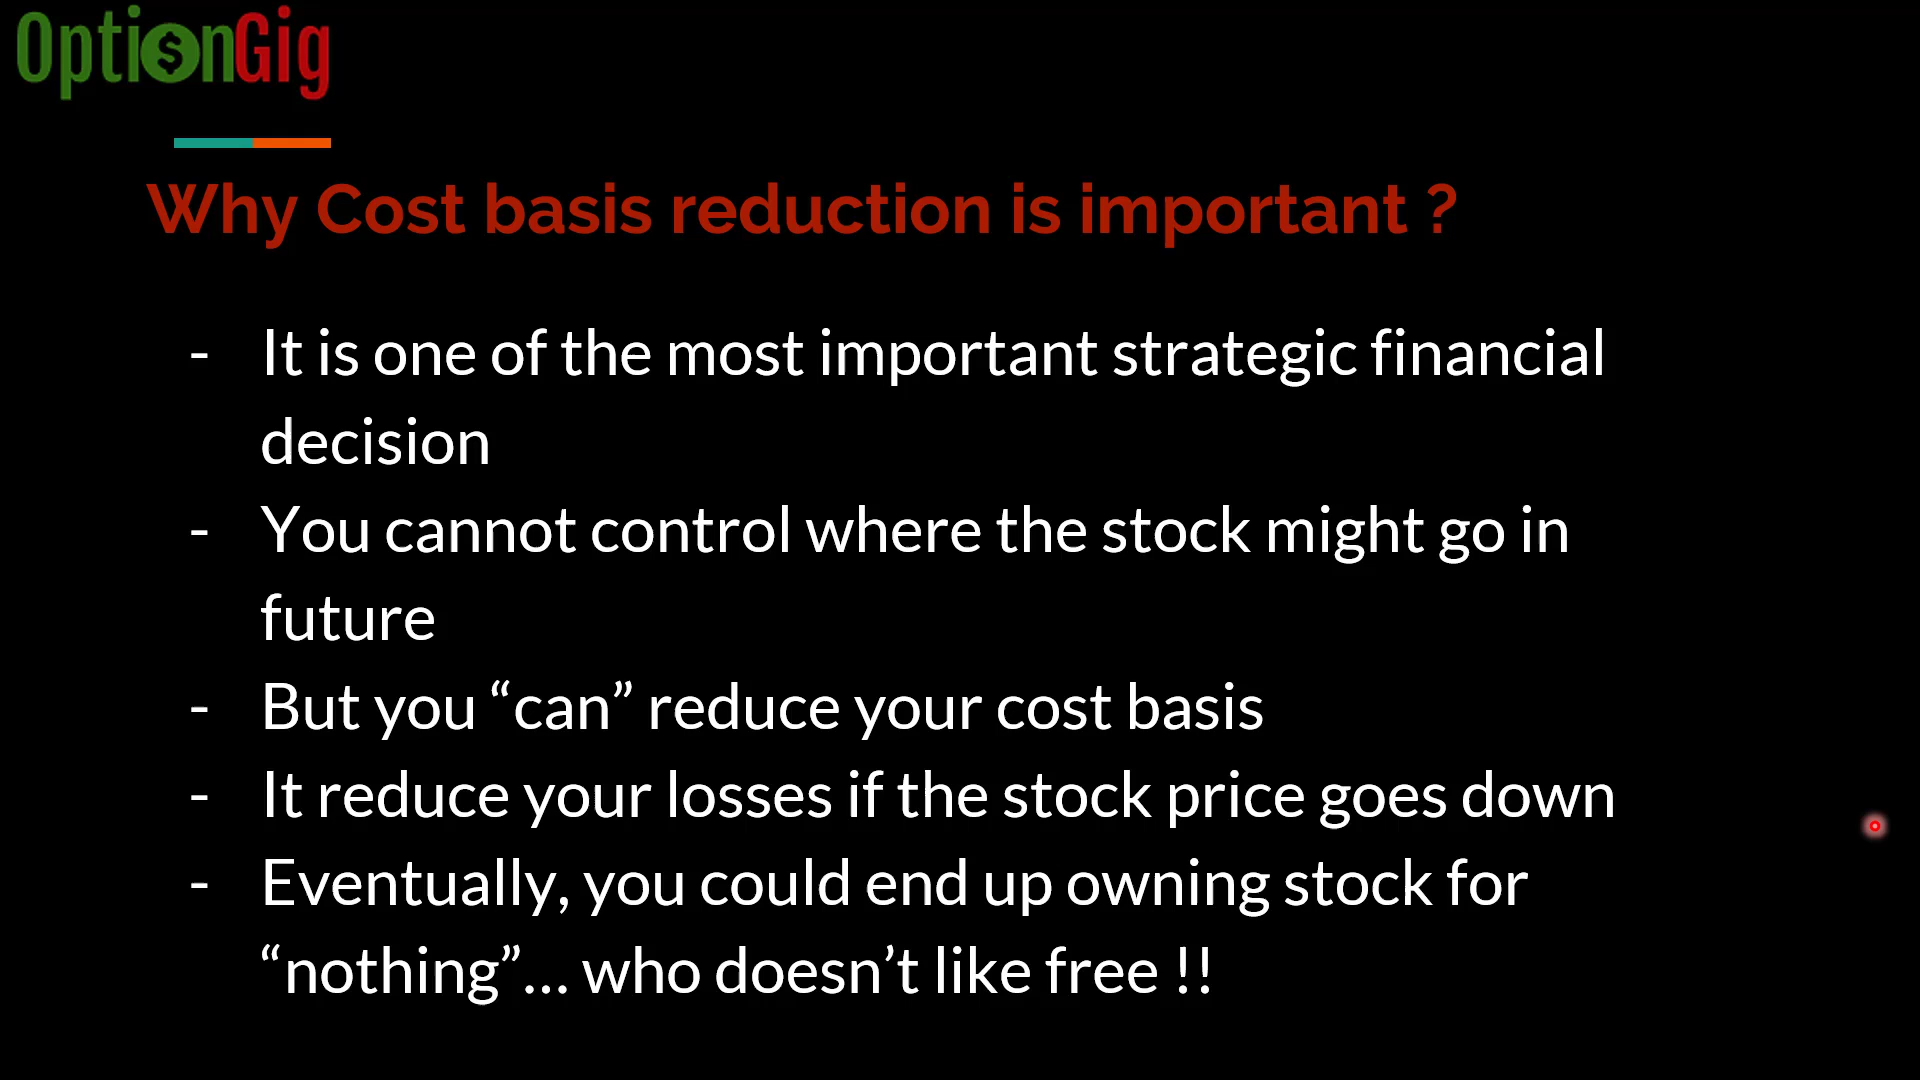 OptionGig
Why Cost basis reduction is important ?
- It is one of the most important strategic financial
decision
- You cannot control where the stock might go in
future
- But you “can” reduce your cost basis
- It reduce your losses if the stock price goes down
- Eventually, you could end up owning stock for
“nothing”... who doesn’t like free !!